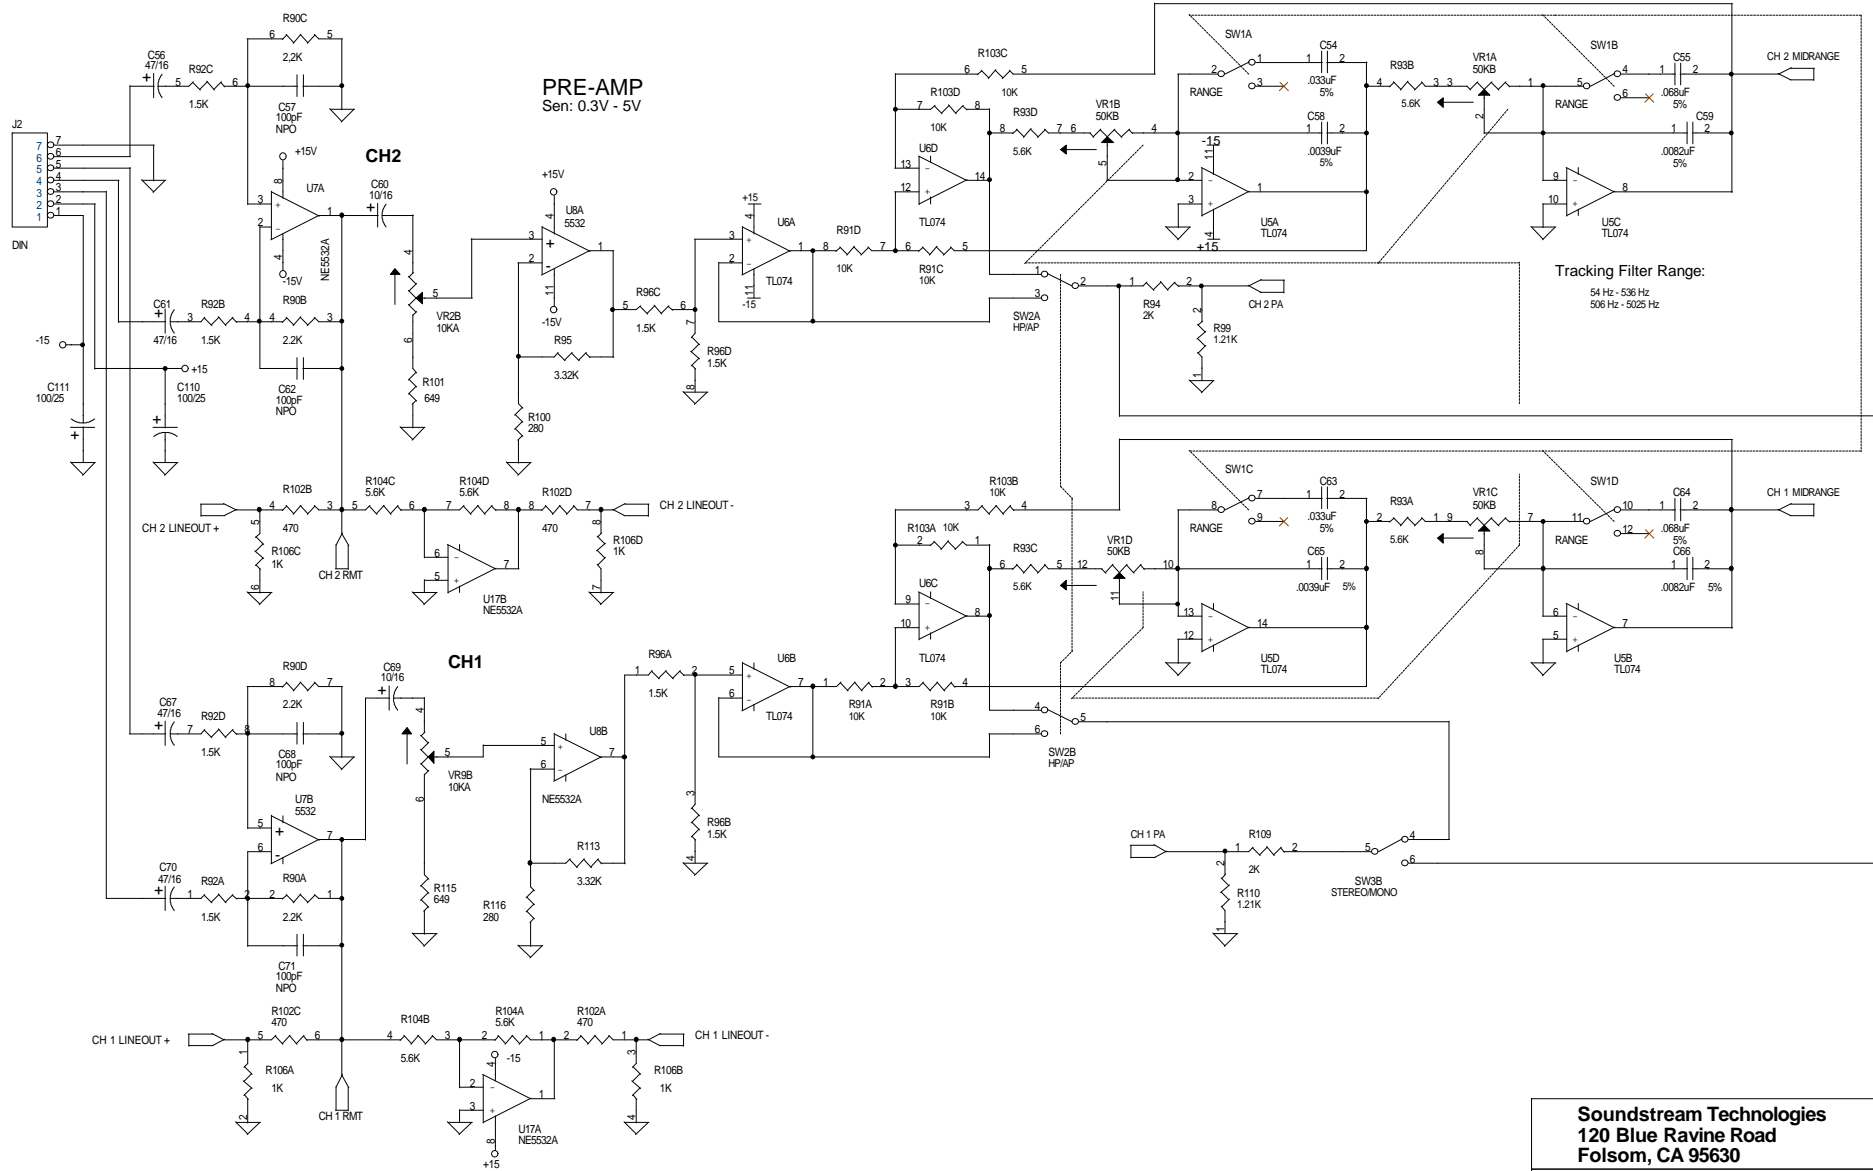 PRE-AMP
Sen: 0.3V - 5V
CH2
CH1
J2
7
6
5
4
3
2
1
DIN
-15
+15
C111
100/25
C110
100/25
C56
47/16
R92C
1.5K
R90C
2,2K
C57
100pF
NPO
+15V
U7A
-15V
NE5532A
C61
47/16
R92B
1.5K
R90B
2.2K
C62
100pF
NPO
C60
10/16
VR2B
10KA
R101
649
+15V
U8A
5532
-15V
R95
3.32K
R100
280
R96C
1.5K
R96D
1.5K
+15
U6A
TL074
-15
R91D
10K
R91C
10K
R103C
10K
R103D
10K
U6D
TL074
R93D
5.6K
VR1B
50KB
SW1A
RANGE
C54
.033uF
5%
C58
.0039uF
5%
-15
U5A
TL074
+15
R93B
5.6K
VR1A
50KB
SW1B
RANGE
C55
.068uF
5%
C59
.0082uF
5%
U5C
TL074
CH 2 MIDRANGE
Tracking Filter Range:
54 Hz - 536 Hz
506 Hz - 5025 Hz
SW2A
HP/AP
R94
2K
R99
1.21K
CH 2 PA
CH 2 LINEOUT +
R102B
470
R106C
1K
CH 2 RMT
R104C
5.6K
R104D
5.6K
R102D
470
R106D
1K
CH 2 LINEOUT -
U17B
NE5532A
R103B
10K
R103A
10K
U6C
TL074
R93C
5.6K
VR1D
50KB
SW1C
RANGE
C63
.033uF
5%
C65
.0039uF
5%
U5D
TL074
R93A
5.6K
VR1C
50KB
SW1D
RANGE
C64
.068uF
5%
C66
.0082uF
5%
U5B
TL074
CH 1 MIDRANGE
C67
47/16
R92D
1.5K
R90D
2.2K
C68
100pF
NPO
U7B
5532
C70
47/16
R92A
1.5K
R90A
2.2K
C71
100pF
NPO
C69
10/16
VR9B
10KA
R115
649
U8B
NE5532A
R113
3.32K
R116
280
R96A
1.5K
R96B
1.5K
U6B
TL074
R91A
10K
R91B
10K
SW2B
HP/AP
CH 1 PA
R109
2K
R110
1.21K
SW3B
STEREO/MONO
CH 1 LINEOUT +
R102C
470
R106A
1K
CH 1 RMT
R104B
5.6K
R104A
5.6K
R102A
470
R106B
1K
CH 1 LINEOUT -
-15
U17A
NE5532A
+15
Soundstream Technologies
120 Blue Ravine Road
Folsom, CA 95630